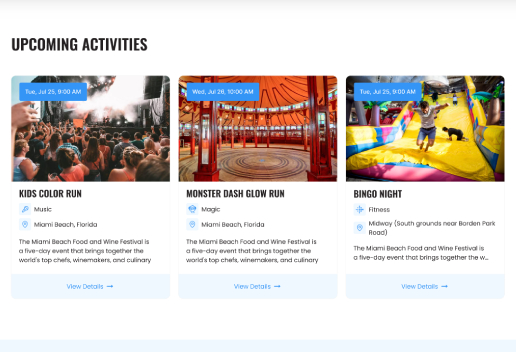 UPCOMING ACTIVITIES
Tue, Jul 25, 9:00 AM
KIDS COLOR RUN
Music
Miami Beach, Florida
The Miami Beach Food and Wine Festival is
a five-day event that brings together the
world's top chefs, winemakers, and culinary
View Details →
Wed, Jul 26, 10:00 AM
MONSTER DASH GLOW RUN
Magic
Miami Beach, Florida
The Miami Beach Food and Wine Festival is
a five-day event that brings together the
world's top chefs, winemakers, and culinary
View Details →
Tue, Jul 25, 9:00 AM
BINGO NIGHT
Fitness
Midway (South grounds near Borden Park
Road)
The Miami Beach Food and Wine Festival is
a five-day event that brings together the w...
View Details →